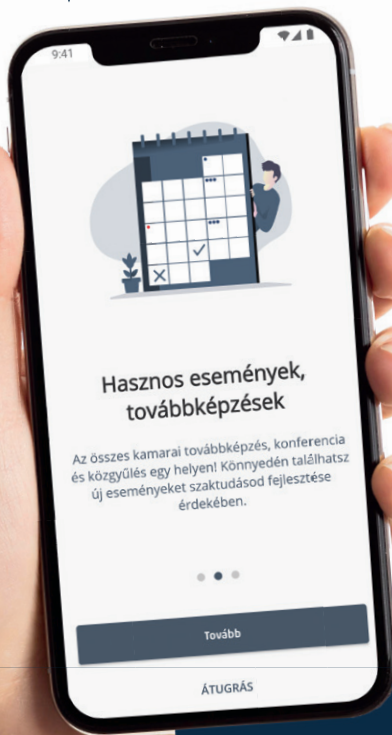 9:41
Hasznos események,
továbbképzések
Az összes kamarai továbbképzés, konferencia
és közgyűlés egy helyen! Könnyedén találhatsz
új eseményeket szaktudásod fejlesztése
érdekében.
Tovább
ÁTUGRÁS